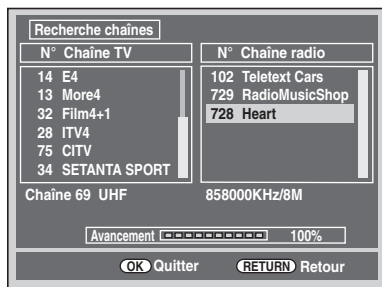 Recherche chaînes
N° Chaîne TV
14 E4
13 More4
32 Film4+1
28 ITV4
75 CITV
34 SETANTA SPORT
N° Chaîne radio
102 Teletext Cars
729 RadioMusicShop
728 Heart
Chaîne 69 UHF
858000KHz/8M
Avancement 100%
OK Quitter
RETURN Retour